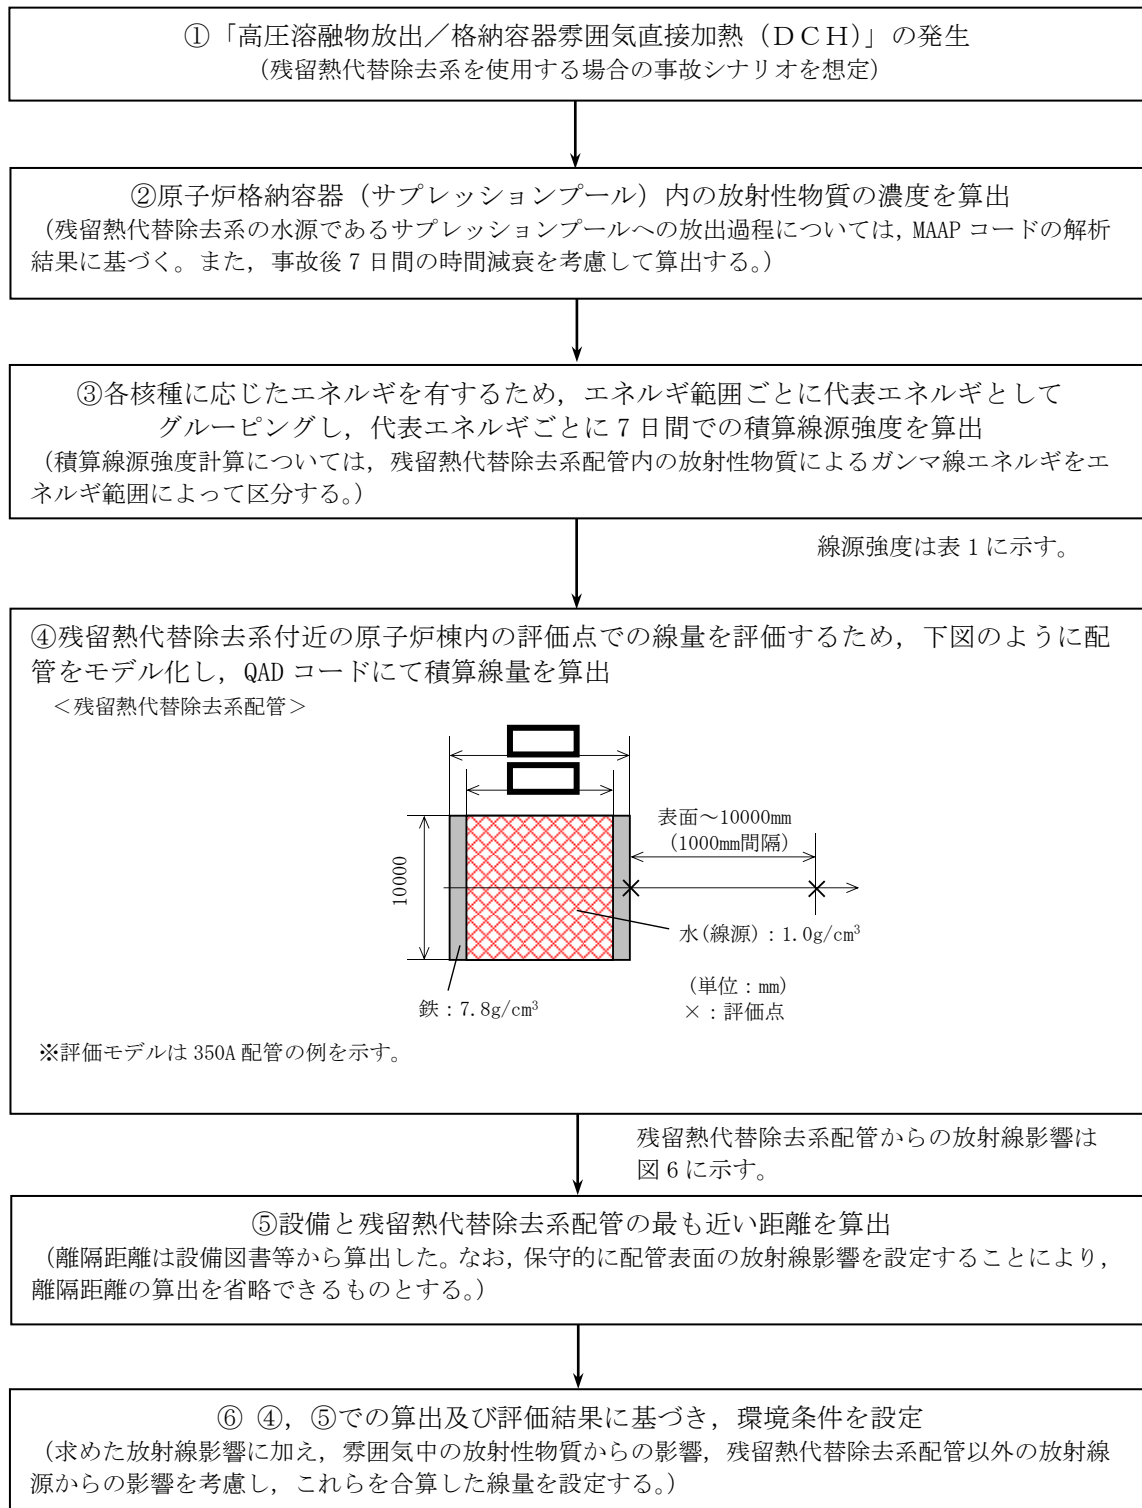 ①「高圧溶融物放出／格納容器雰囲気直接加熱（ＤＣＨ）」の発生
（残留熱代替除去系を使用する場合の事故シナリオを想定）
②原子炉格納容器（サプレッションプール）内の放射性物質の濃度を算出
（残留熱代替除去系の水源であるサプレッションプールへの放出過程については，MAAP コードの解析
結果に基づく。また，事故後 7 日間の時間減衰を考慮して算出する。）
③各核種に応じたエネルギを有するため，エネルギ範囲ごとに代表エネルギとして
グルーピングし，代表エネルギごとに 7 日間での積算線源強度を算出
（積算線源強度計算については，残留熱代替除去系配管内の放射性物質によるガンマ線エネルギをエ
ネルギ範囲によって区分する。）
線源強度は表 1 に示す。
④残留熱代替除去系付近の原子炉棟内の評価点での線量を評価するため，下図のように配
管をモデル化し，QAD コードにて積算線量を算出
＜残留熱代替除去系配管＞
表面～10000mm
（1000mm間隔）
10000
水(線源)：1.0g/cm³
鉄：7.8g/cm³
（単位：mm）
×：評価点
※評価モデルは 350A 配管の例を示す。
残留熱代替除去系配管からの放射線影響は
図 6 に示す。
⑤設備と残留熱代替除去系配管の最も近い距離を算出
（離隔距離は設備図書等から算出した。なお，保守的に配管表面の放射線影響を設定することにより，
離隔距離の算出を省略できるものとする。）
⑥ ④，⑤での算出及び評価結果に基づき，環境条件を設定
（求めた放射線影響に加え，雰囲気中の放射性物質からの影響，残留熱代替除去系配管以外の放射線
源からの影響を考慮し，これらを合算した線量を設定する。）